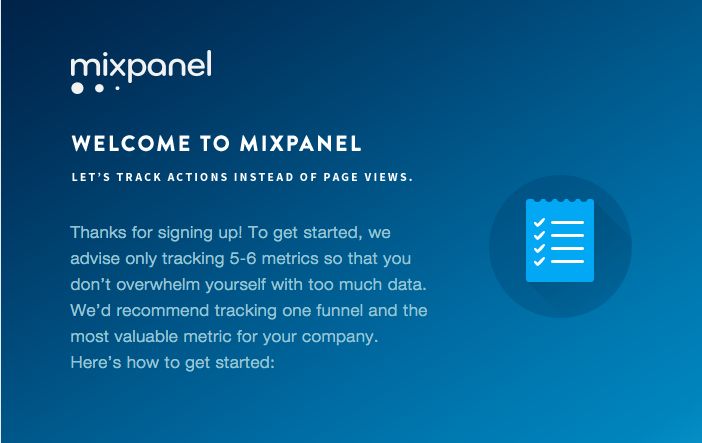 mixpanel
WELCOME TO MIXPANEL
LET'S TRACK ACTIONS INSTEAD OF PAGE VIEWS.
Thanks for signing up! To get started, we
advise only tracking 5-6 metrics so that you
don't overwhelm yourself with too much data.
We'd recommend tracking one funnel and the
most valuable metric for your company.
Here's how to get started: